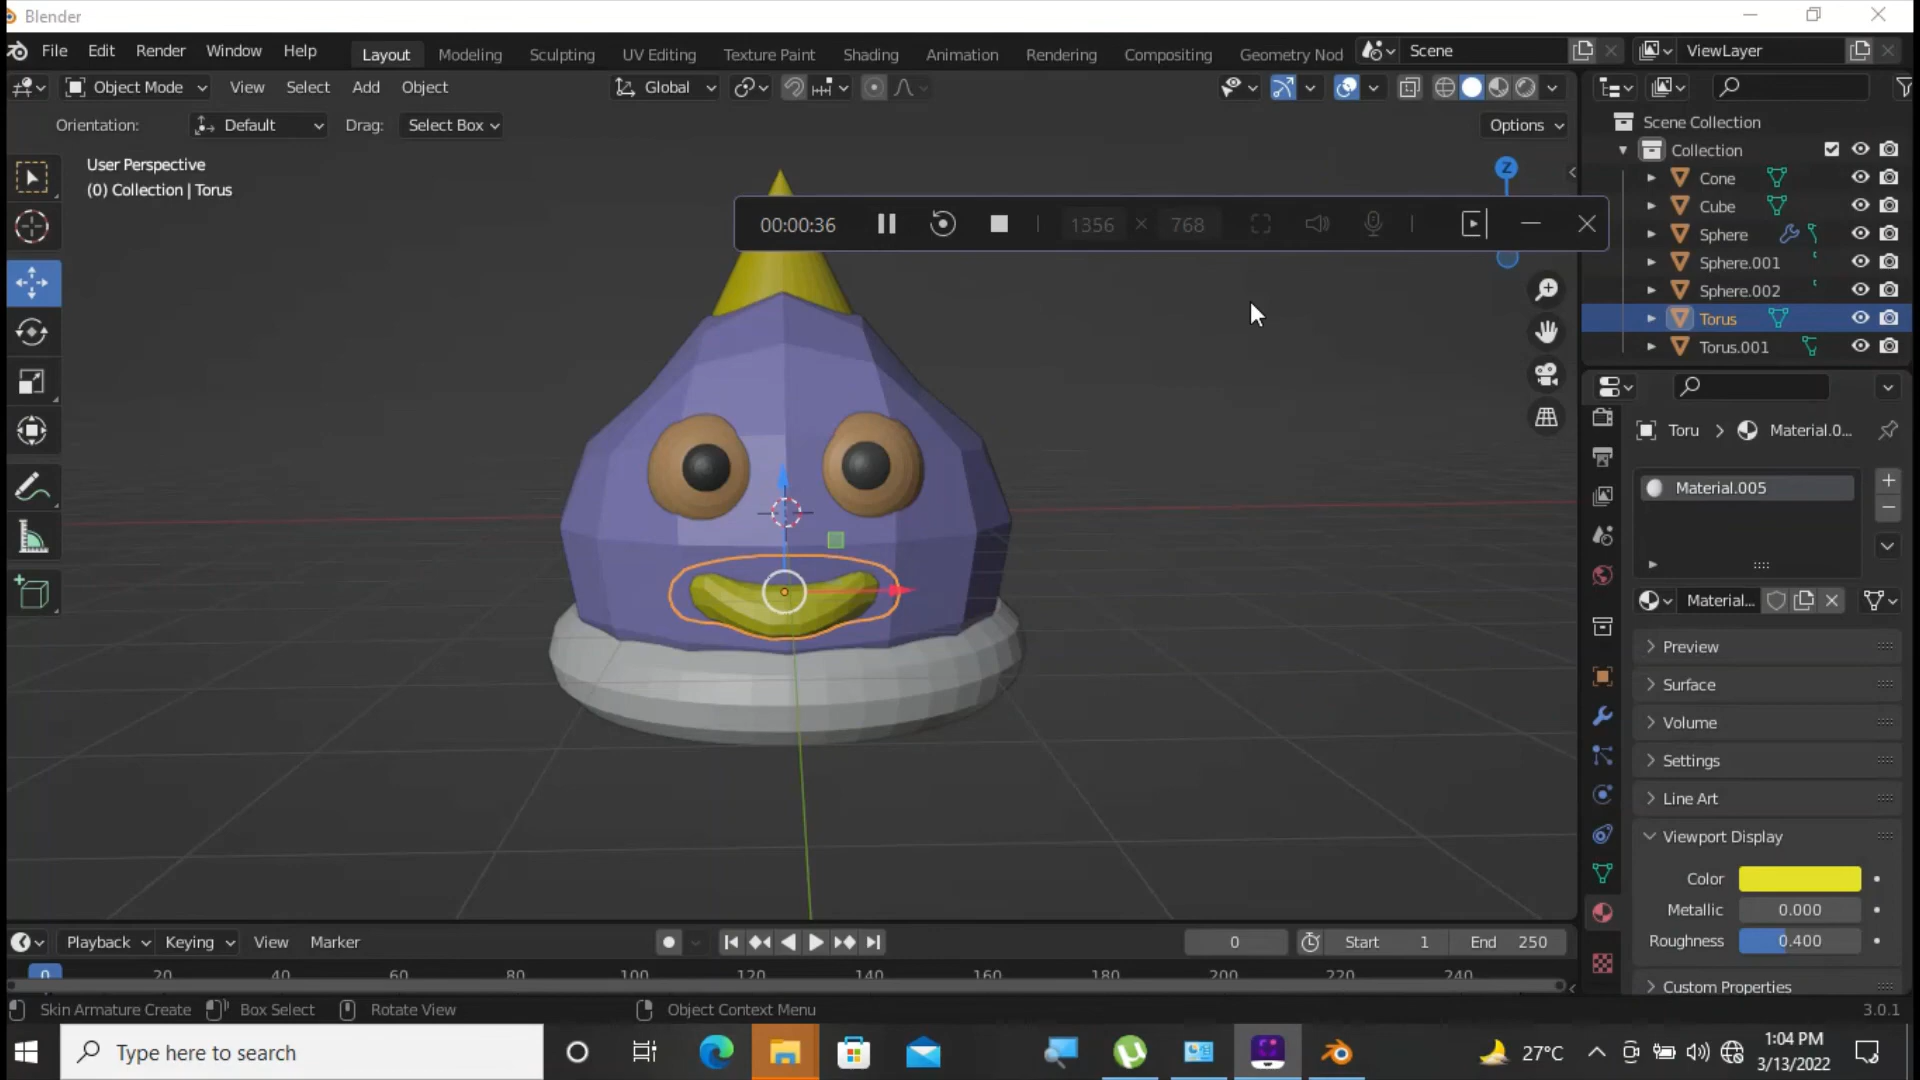 Blender
File Edit Render Window Help Layout Modeling Sculpting UV Editing Texture Paint Shading Animation Rendering Compositing Geometry Nod Scene ViewLayer
Object Mode View Select Add Object Global
Orientation: Default Drag: Select Box Options
User Perspective
(0) Collection | Torus
Z
00:00:36 1356 × 768
Scene Collection
Collection
Cone
Cube
Sphere
Sphere.001
Sphere.002
Torus
Torus.001
Toru > Material.0...
Material.005
Material...
Preview
Surface
Volume
Settings
Line Art
Viewport Display
Color
Metallic 0.000
Roughness 0.400
Custom Properties
Playback Keying View Marker 0 Start 1 End 250
0 20 40 60 80 100 120 140 160 180 200 220 240
Skin Armature Create Box Select Rotate View Object Context Menu 3.0.1
Type here to search
27°C
1:04 PM
3/13/2022